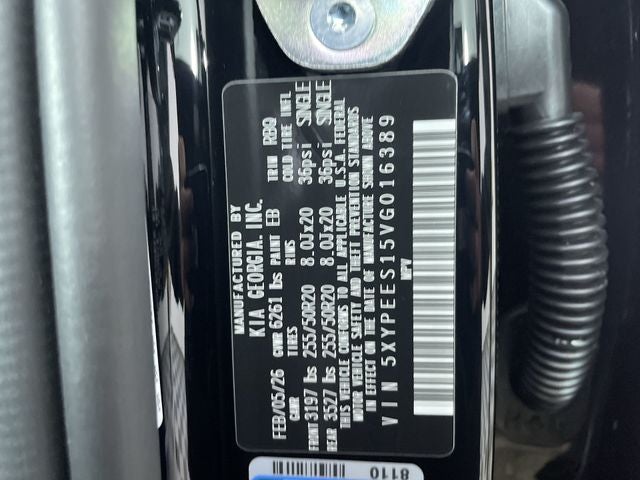 MANUFACTURED BY
KIA GEORGIA, INC.
FEB/05/26 GVWR 6261 lbs PAINT EB TRIM RBQ
GAWR TIRES RIMS COLD TIRE INFL.
FRONT 3197 lbs 255/50R20 8.0Jx20 36psi SINGLE
REAR 3527 lbs 255/50R20 8.0Jx20 36psi SINGLE
THIS VEHICLE CONFORMS TO ALL APPLICABLE U.S.A. FEDERAL
MOTOR VEHICLE SAFETY AND THEFT PREVENTION STANDARDS
IN EFFECT ON THE DATE OF MANUFACTURE SHOWN ABOVE
VIN 5XYPEES15VG016389
MPV
8110